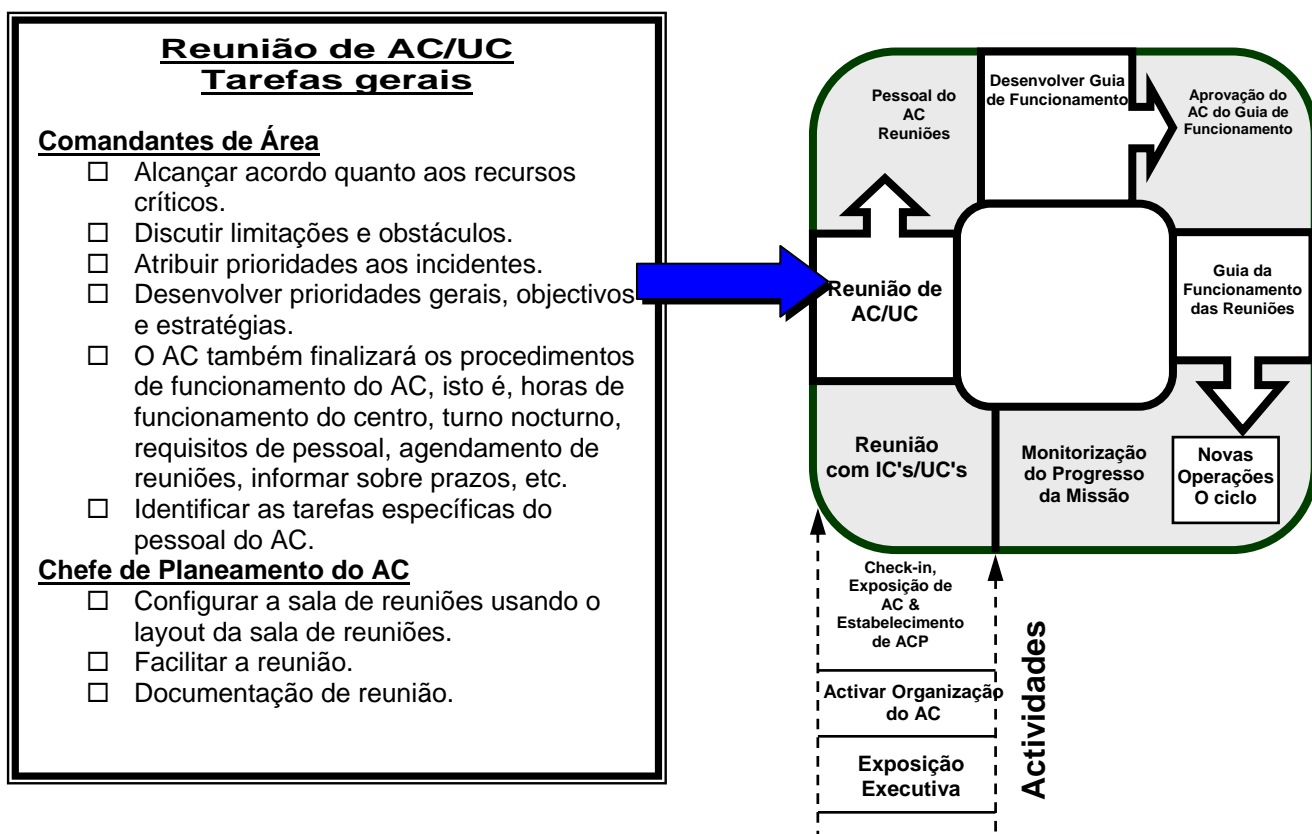 Reunião de AC/UC
Tarefas gerais
Comandantes de Área
☐ Alcançar acordo quanto aos recursos
críticos.
☐ Discutir limitações e obstáculos.
☐ Atribuir prioridades aos incidentes.
☐ Desenvolver prioridades gerais, objectivos
e estratégias.
☐ O AC também finalizará os procedimentos
de funcionamento do AC, isto é, horas de
funcionamento do centro, turno nocturno,
requisitos de pessoal, agendamento de
reuniões, informar sobre prazos, etc.
☐ Identificar as tarefas específicas do
pessoal do AC.
Chefe de Planeamento do AC
☐ Configurar a sala de reuniões usando o
layout da sala de reuniões.
☐ Facilitar a reunião.
☐ Documentação de reunião.
Pessoal do
AC
Reuniões
Desenvolver Guia
de Funcionamento
Aprovação do
AC do Guia de
Funcionamento
Reunião de
AC/UC
Guia da
Funcionamento
das Reuniões
Reunião
com IC's/UC's
Monitorização
do Progresso
da Missão
Novas
Operações
O ciclo
Check-in,
Exposição de
AC &
Estabelecimento
de ACP
Activar Organização
do AC
Exposição
Executiva
Actividades